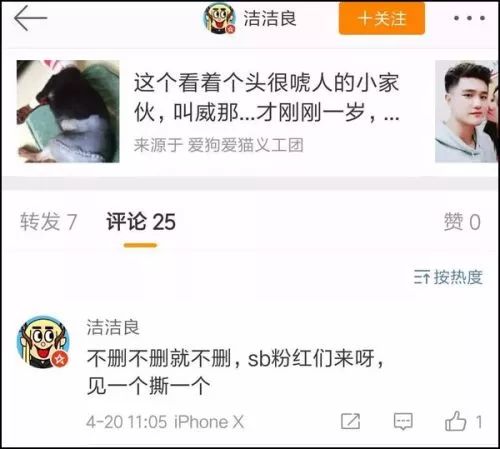 洁洁良
+关注
这个看着个头很唬人的小家
伙，叫威那...才刚刚一岁，...
来源于 爱狗爱猫义工团
转发 7
评论 25
赞 0
按热度
洁洁良
不删不删就不删，sb粉红们来呀，
见一个撕一个
4-20 11:05 iPhone X
1